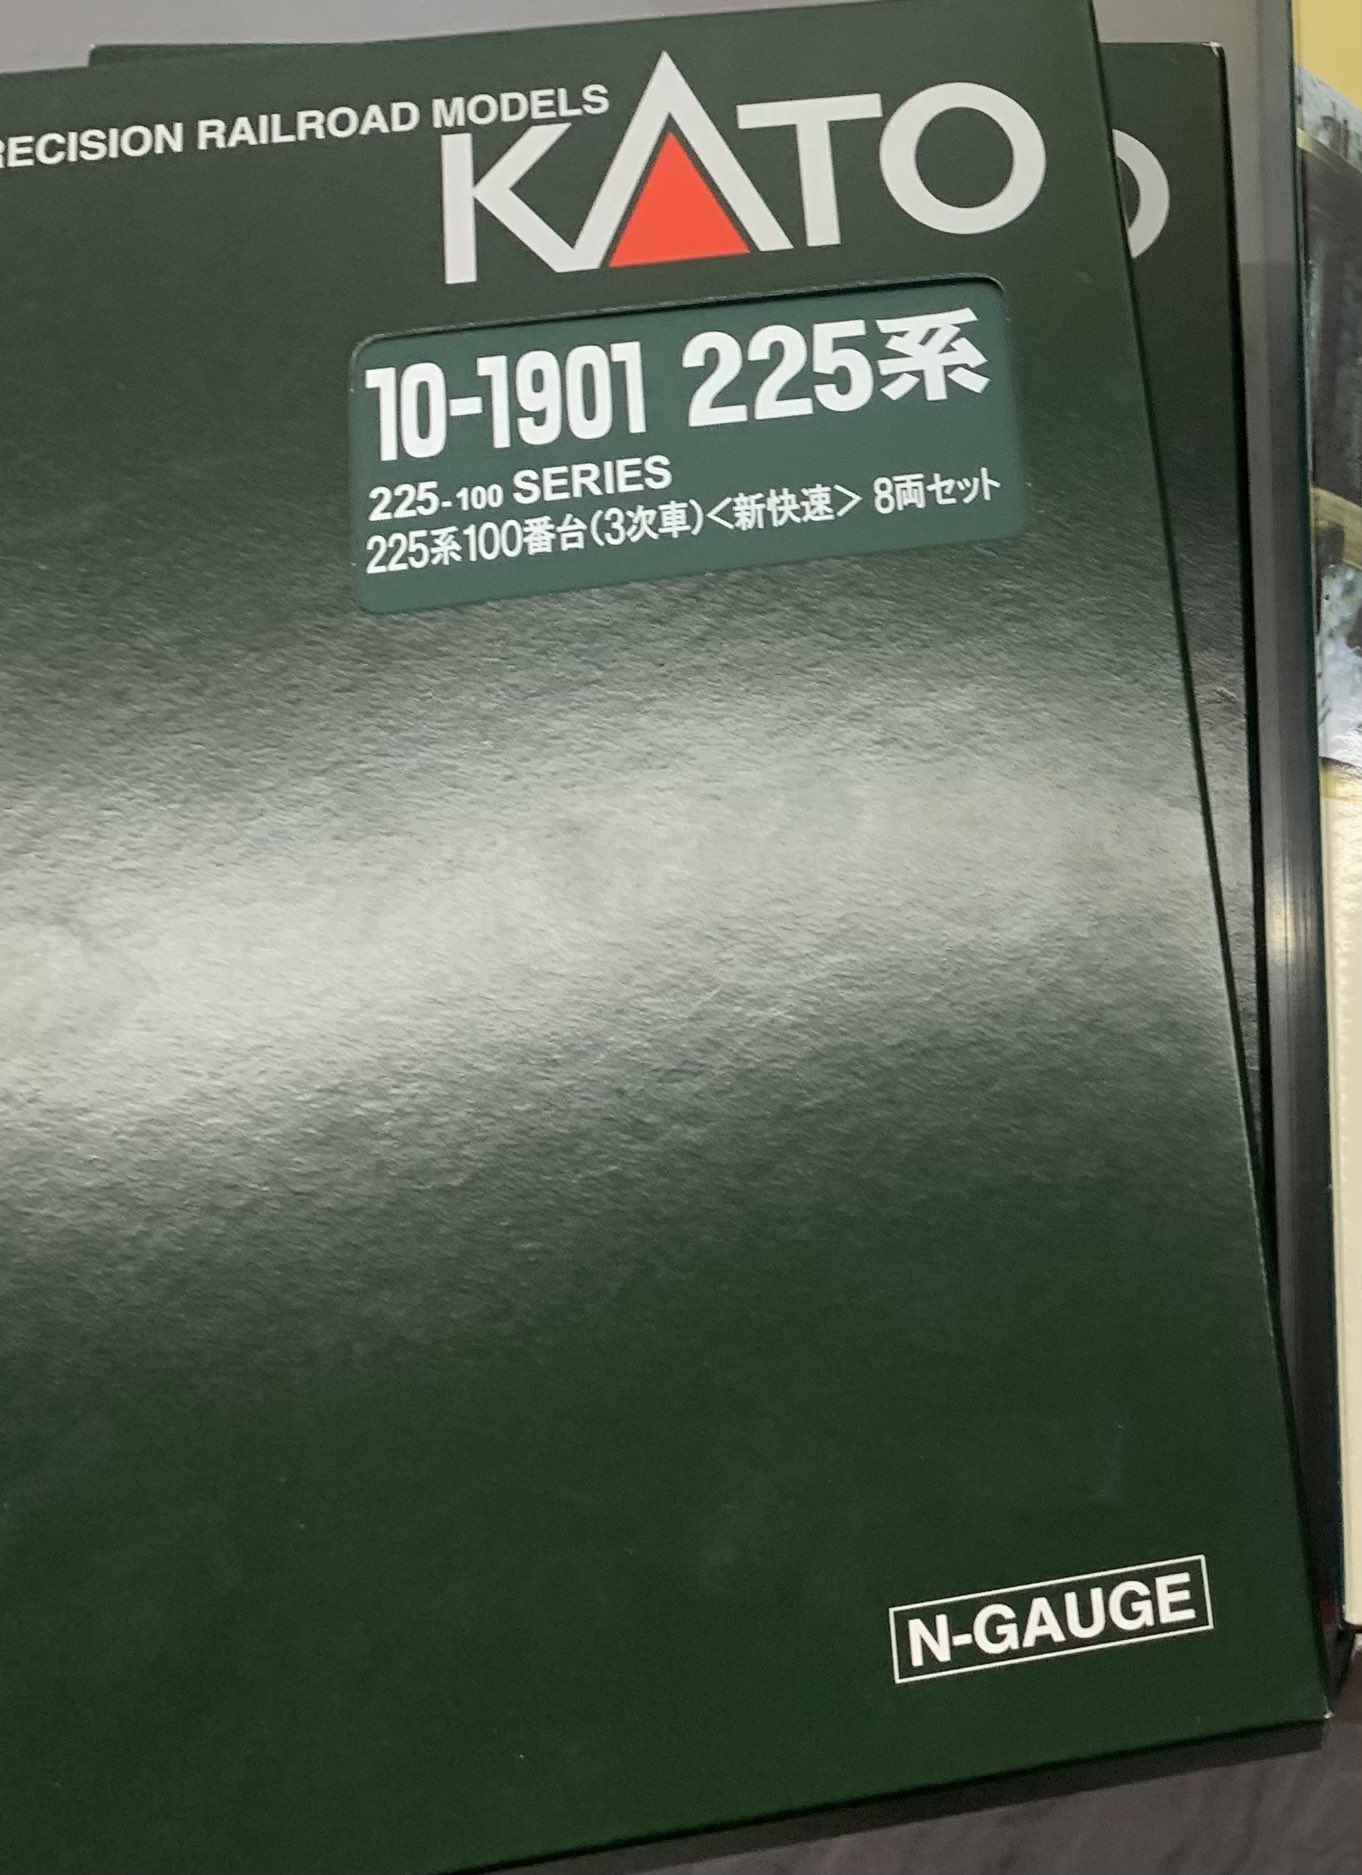 RECISION RAILROAD MODELS
KATO
O
10-1901 225系
225-100 SERIES
225系100番台(3次車)<新快速> 8両セット
N-GAUGE